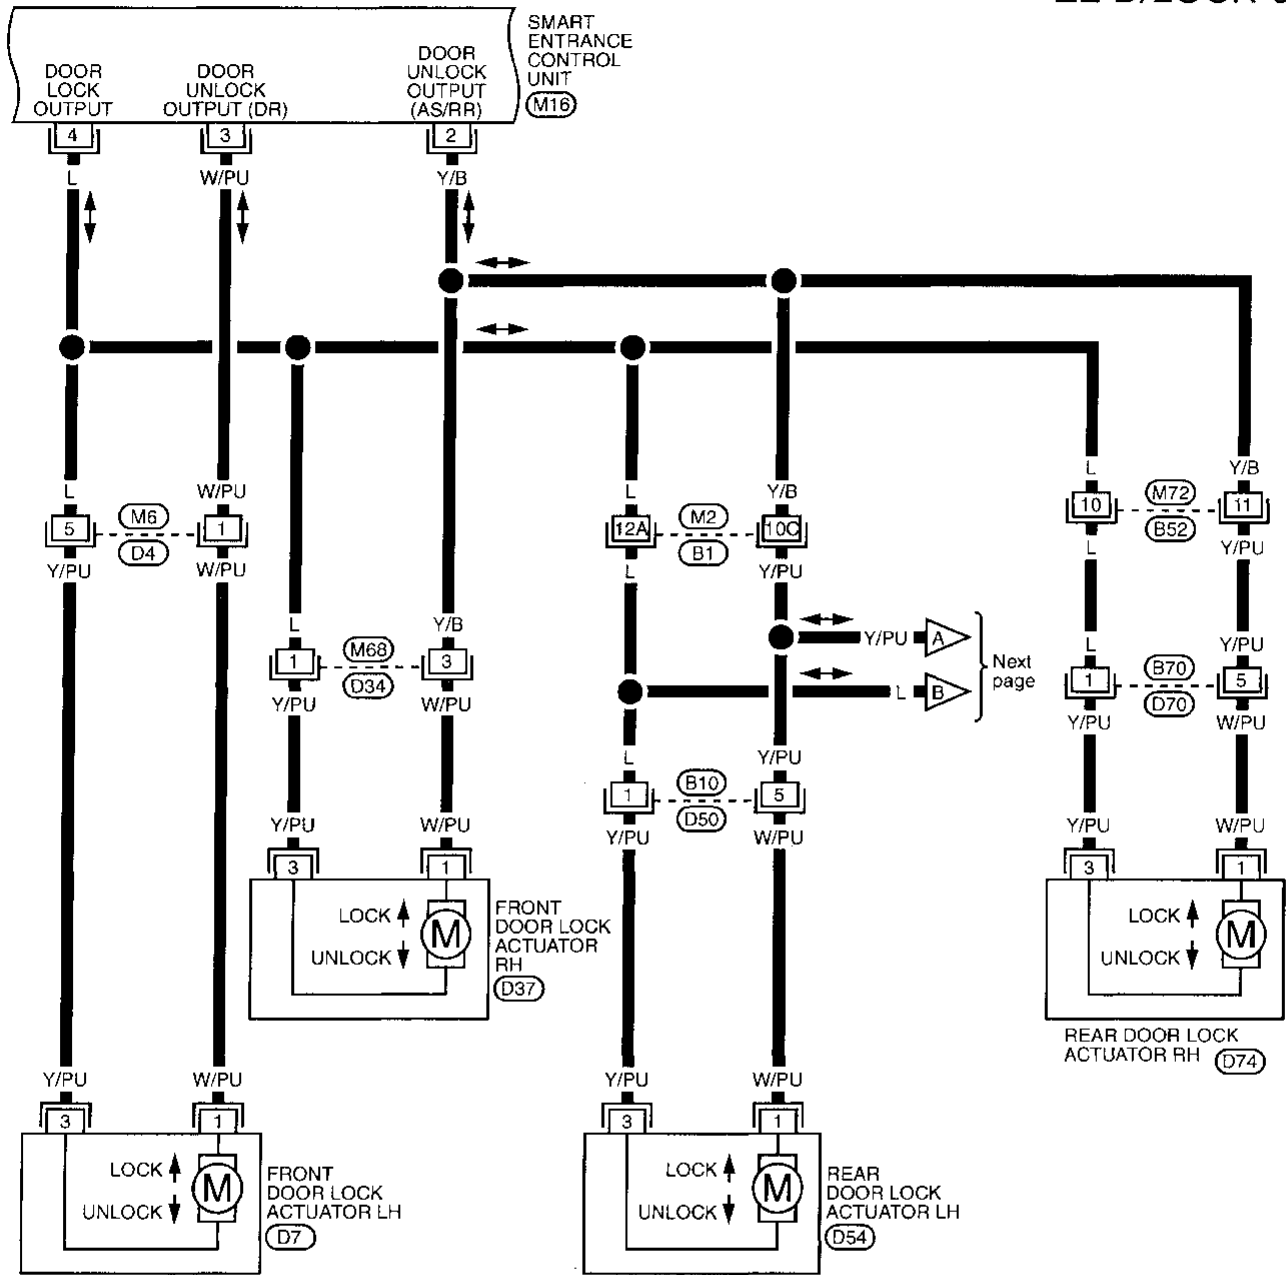 SMART
ENTRANCE
CONTROL
UNIT
M16
DOOR
LOCK
OUTPUT
DOOR
UNLOCK
OUTPUT (DR)
DOOR
UNLOCK
OUTPUT
(AS/RR)
4
3
2
L
W/PU
Y/B
L
Y/B
L
W/PU
L
Y/B
10
M72
B52
11
5
M6
D4
1
12A
M2
B1
10C
L
Y/PU
Y/PU
W/PU
L
Y/PU
L
Y/B
Y/PU
A
Next
page
L
Y/PU
1
M68
D34
3
L
B
1
B70
D70
5
Y/PU
W/PU
Y/PU
W/PU
L
Y/PU
1
B10
D50
5
Y/PU
W/PU
Y/PU
W/PU
Y/PU
W/PU
3
1
3
1
LOCK
UNLOCK
M
FRONT
DOOR LOCK
ACTUATOR
RH
D37
LOCK
UNLOCK
M
REAR DOOR LOCK
ACTUATOR RH
D74
Y/PU
W/PU
Y/PU
W/PU
3
1
3
1
LOCK
UNLOCK
M
FRONT
DOOR LOCK
ACTUATOR LH
D7
LOCK
UNLOCK
M
REAR
DOOR LOCK
ACTUATOR LH
D54